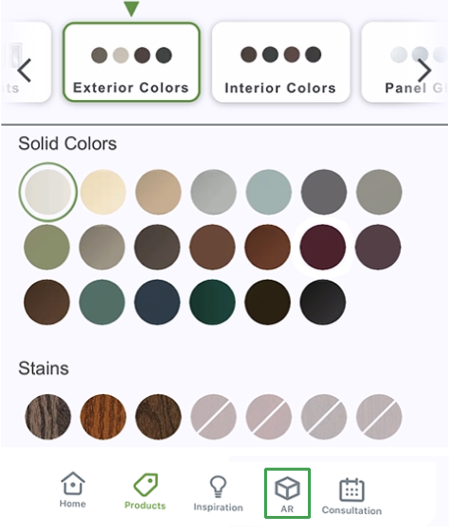 ts
Exterior Colors
Interior Colors
Panel Gl
Solid Colors
Stains
Home
Products
Inspiration
AR
Consultation